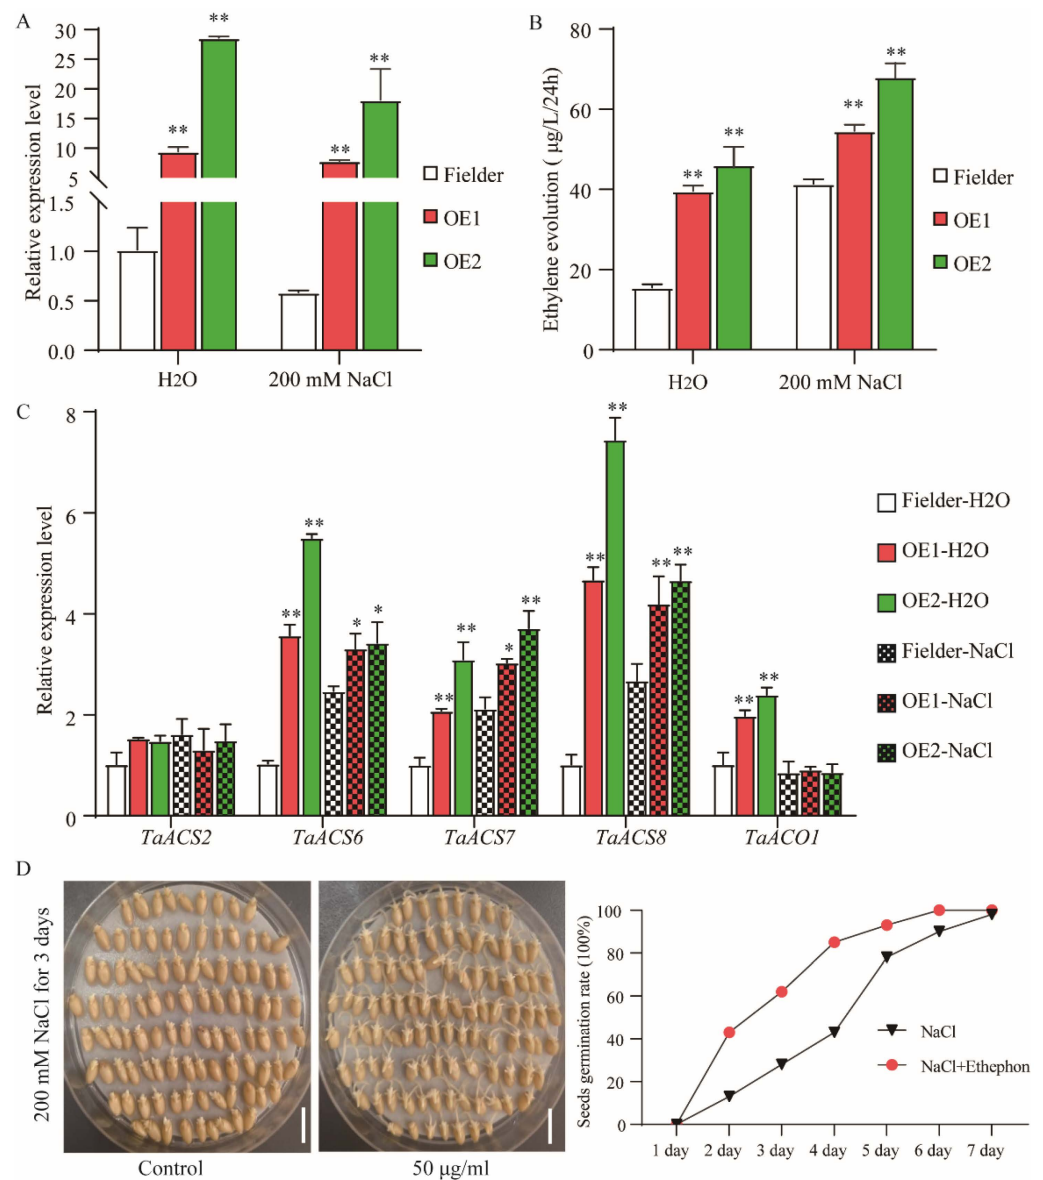 A
Relative expression level
30
25
20
15
10
5
1.5
1.0
0.5
0.0
**
**
**
**
H2O
200 mM NaCl
Fielder
OE1
OE2
B
Ethylene evolution ( μg/L/24h)
80
60
40
20
0
**
**
**
**
H2O
200 mM NaCl
Fielder
OE1
OE2
C
Relative expression level
8
6
4
2
0
**
**
*
*
**
**
*
**
**
**
**
**
**
**
TaACS2
TaACS6
TaACS7
TaACS8
TaACO1
Fielder-H2O
OE1-H2O
OE2-H2O
Fielder-NaCl
OE1-NaCl
OE2-NaCl
D
200 mM NaCl for 3 days
Control
50 μg/ml
Seeds germination rate (100%)
100
80
60
40
20
0
1 day
2 day
3 day
4 day
5 day
6 day
7 day
NaCl
NaCl+Ethephon